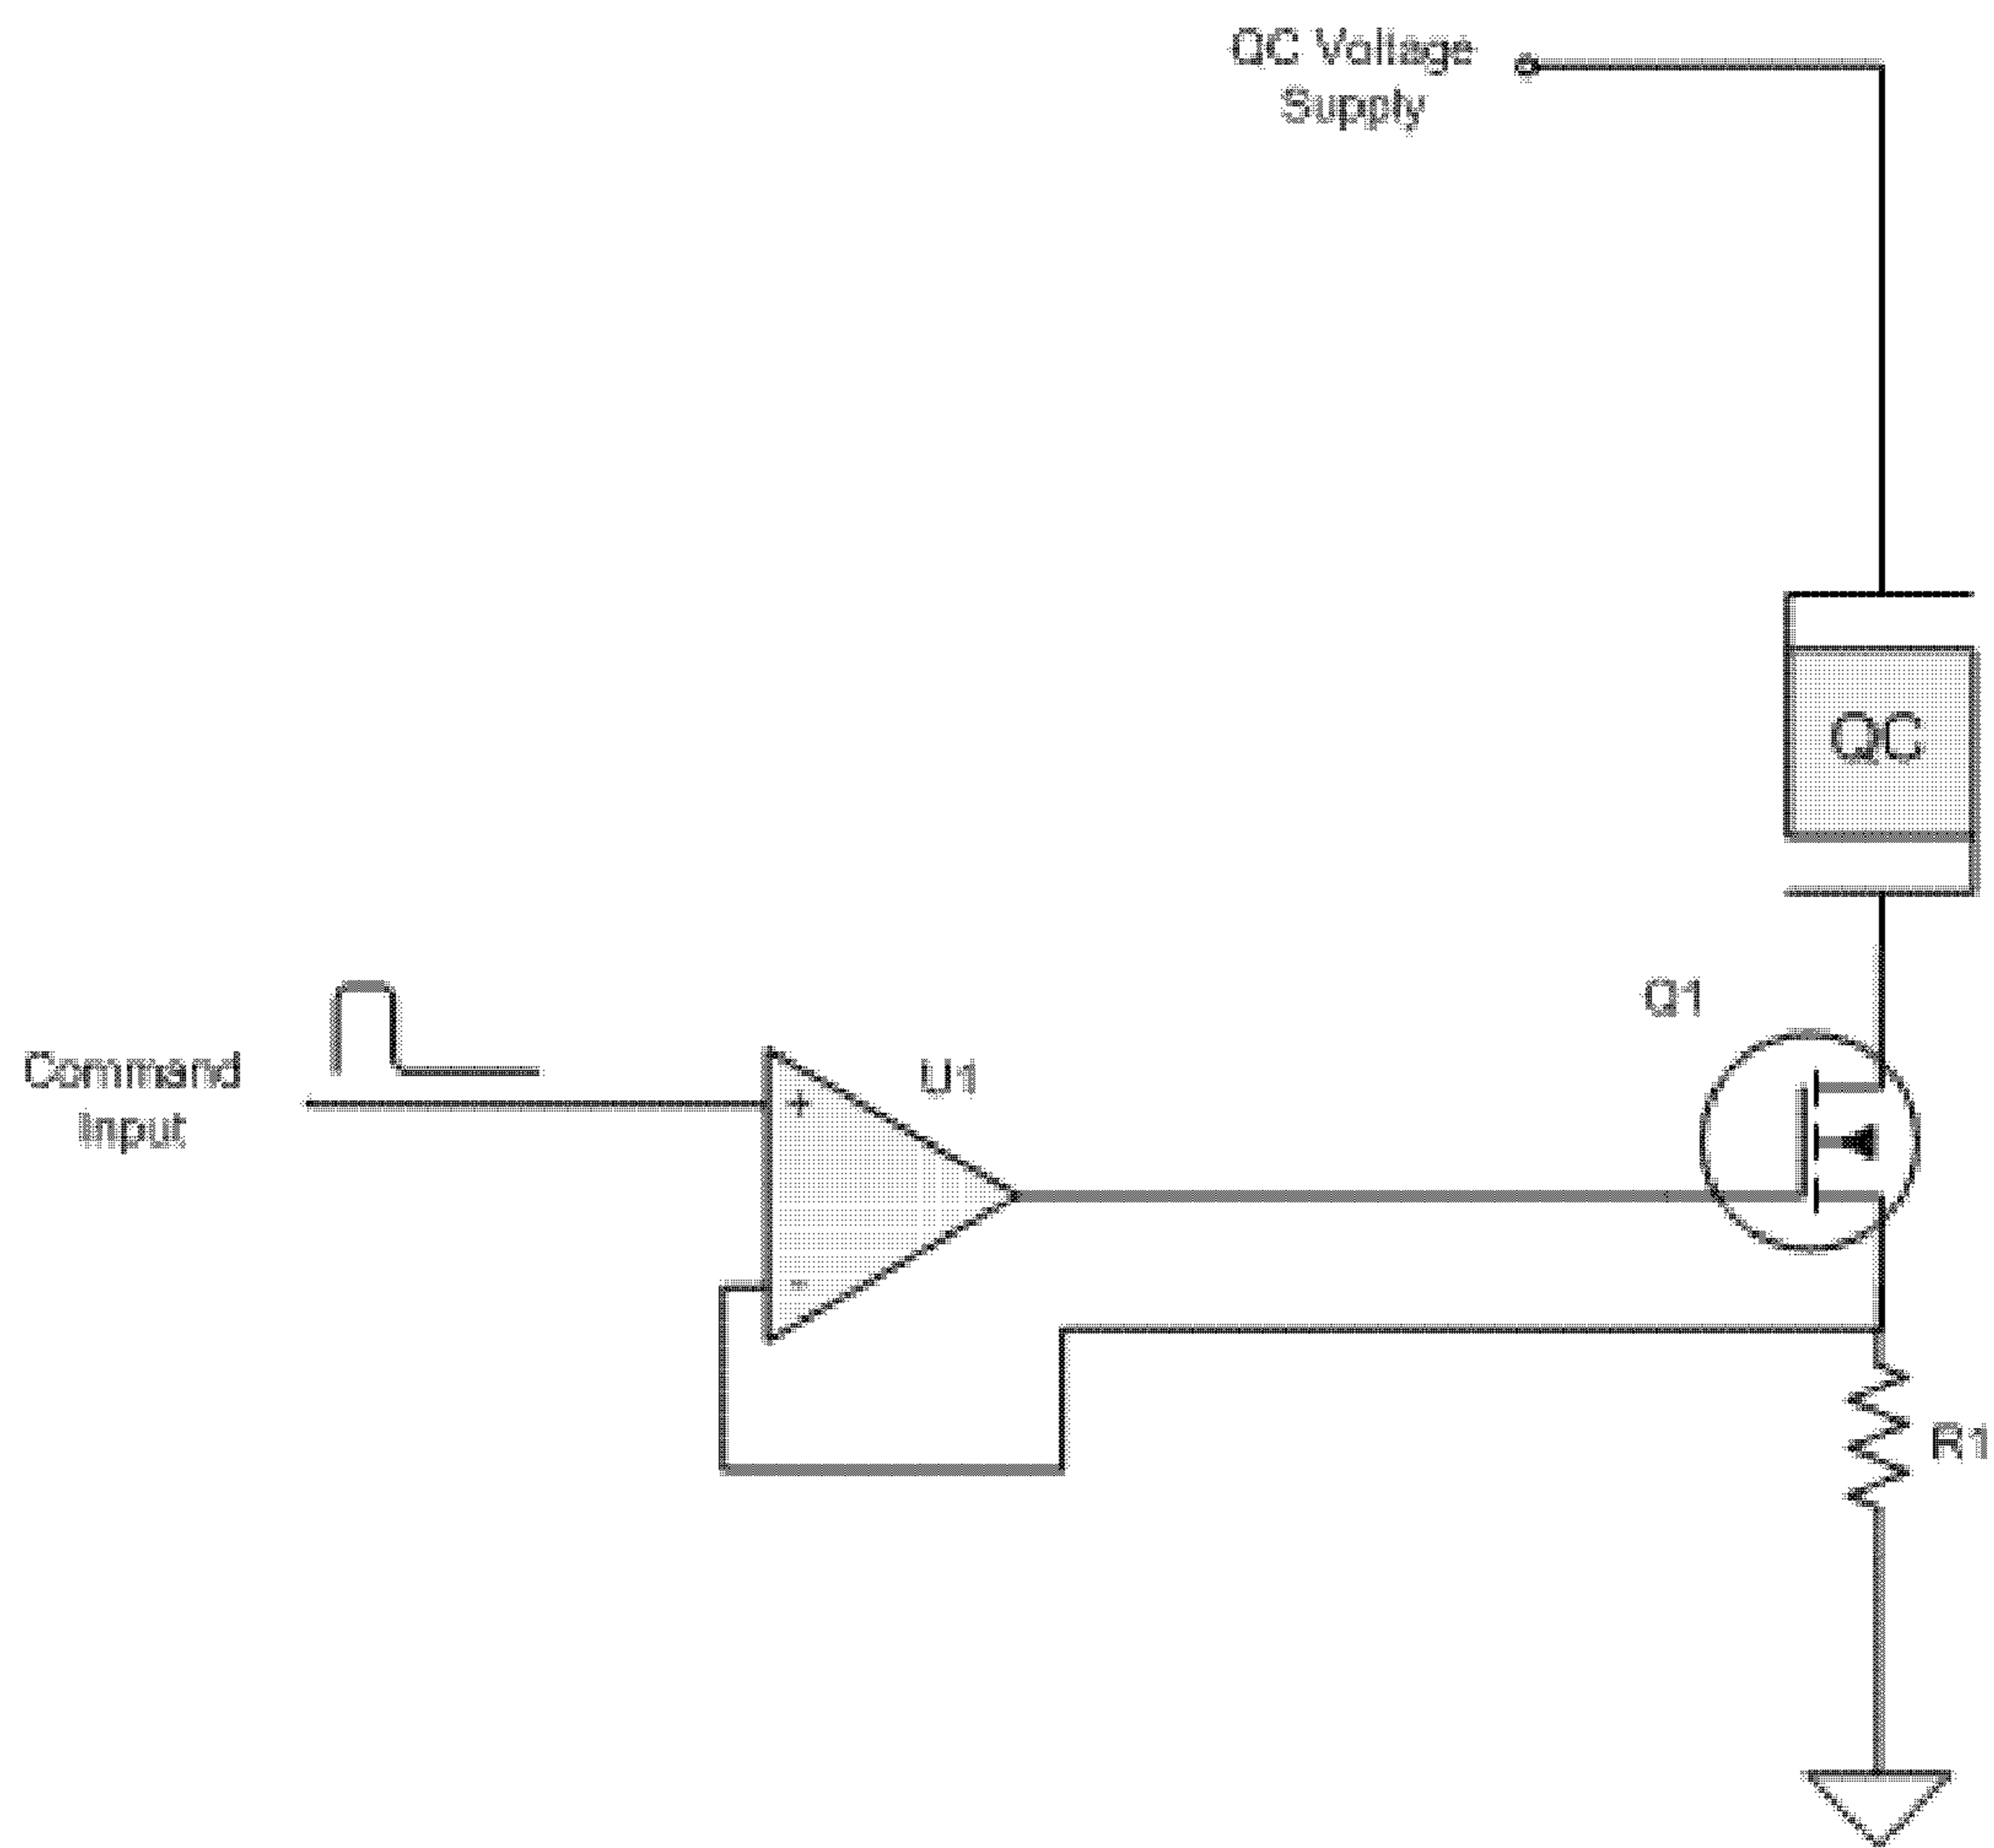 QC Voltage
Supply
QC
Q1
Command
Input
U1
+
-
R1